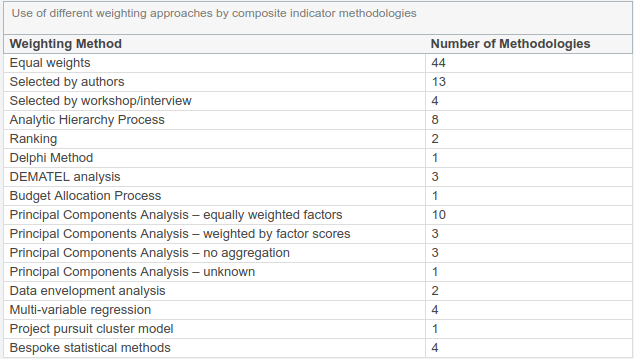 Use of different weighting approaches by composite indicator methodologies
Weighting Method Number of Methodologies
Equal weights 44
Selected by authors 13
Selected by workshop/interview 4
Analytic Hierarchy Process 8
Ranking 2
Delphi Method 1
DEMATEL analysis 3
Budget Allocation Process 1
Principal Components Analysis – equally weighted factors 10
Principal Components Analysis – weighted by factor scores 3
Principal Components Analysis – no aggregation 3
Principal Components Analysis – unknown 1
Data envelopment analysis 2
Multi-variable regression 4
Project pursuit cluster model 1
Bespoke statistical methods 4